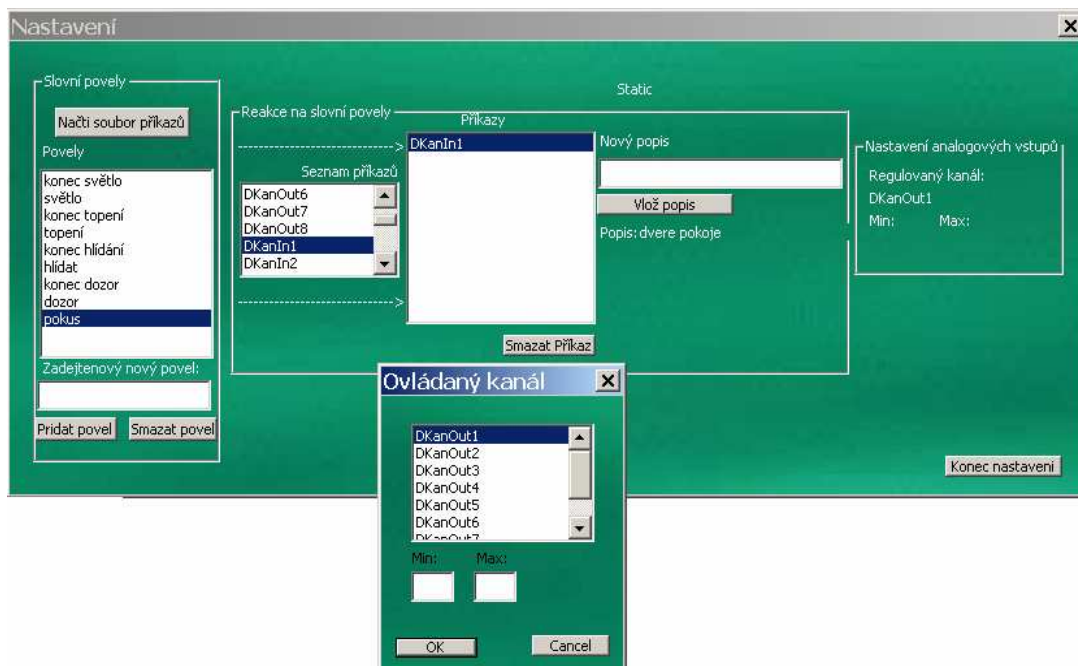 Nastavení
Slovní povely
Načti soubor příkazů
Povely
konec světlo
světlo
konec topení
topení
konec hlídání
hlídat
konec dozor
dozor
pokus
Zadejtenový nový povel:
Pridat povel
Smazat povel
Static
Reakce na slovní povely
Příkazy
---------------------------->
Seznam příkazů
DKanOut6
DKanOut7
DKanOut8
DKanIn1
DKanIn2
---------------------------->
DKanIn1
Smazat Příkaz
Nový popis
Vlož popis
Popis: dvere pokoje
Nastavení analogových vstupů
Regulovaný kanál:
DKanOut1
Min: Max:
Konec nastaveni
Ovládaný kanál
DKanOut1
DKanOut2
DKanOut3
DKanOut4
DKanOut5
DKanOut6
DKanOut7
Min: Max:
OK
Cancel